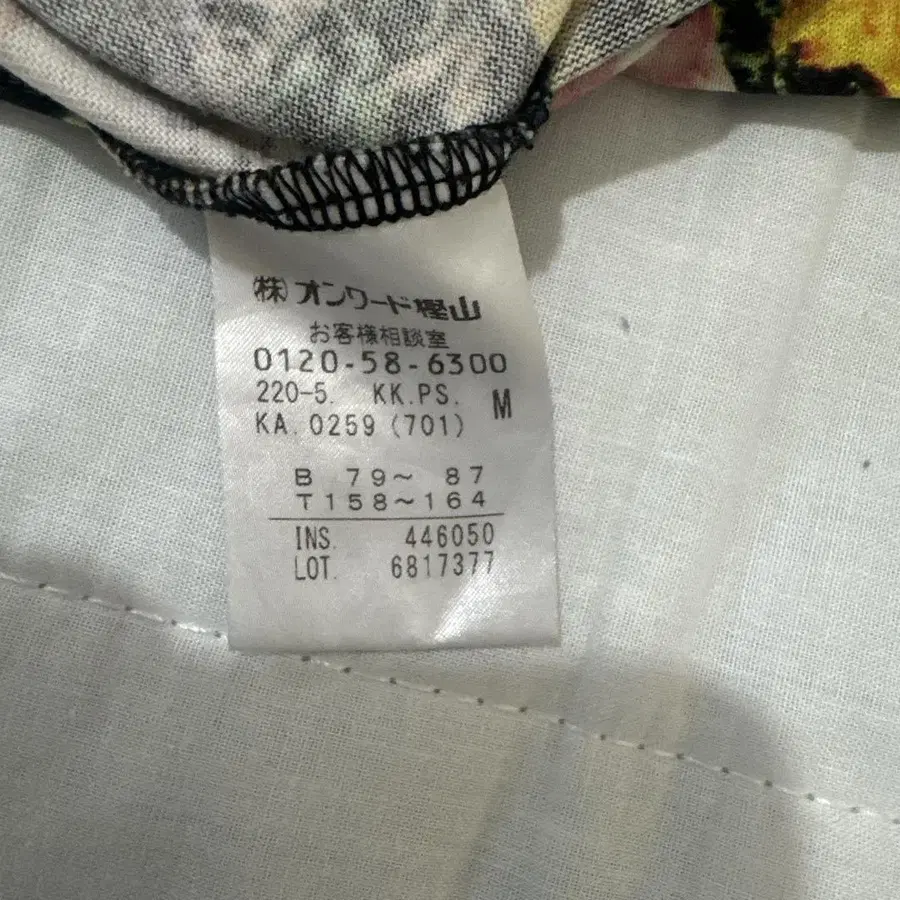 ㈱オンワード樫山
お客様相談室
0120-58-6300
220-5. KK.PS. M
KA.0259(701)
B 79～ 87
T158～164
INS. 446050
LOT. 6817377